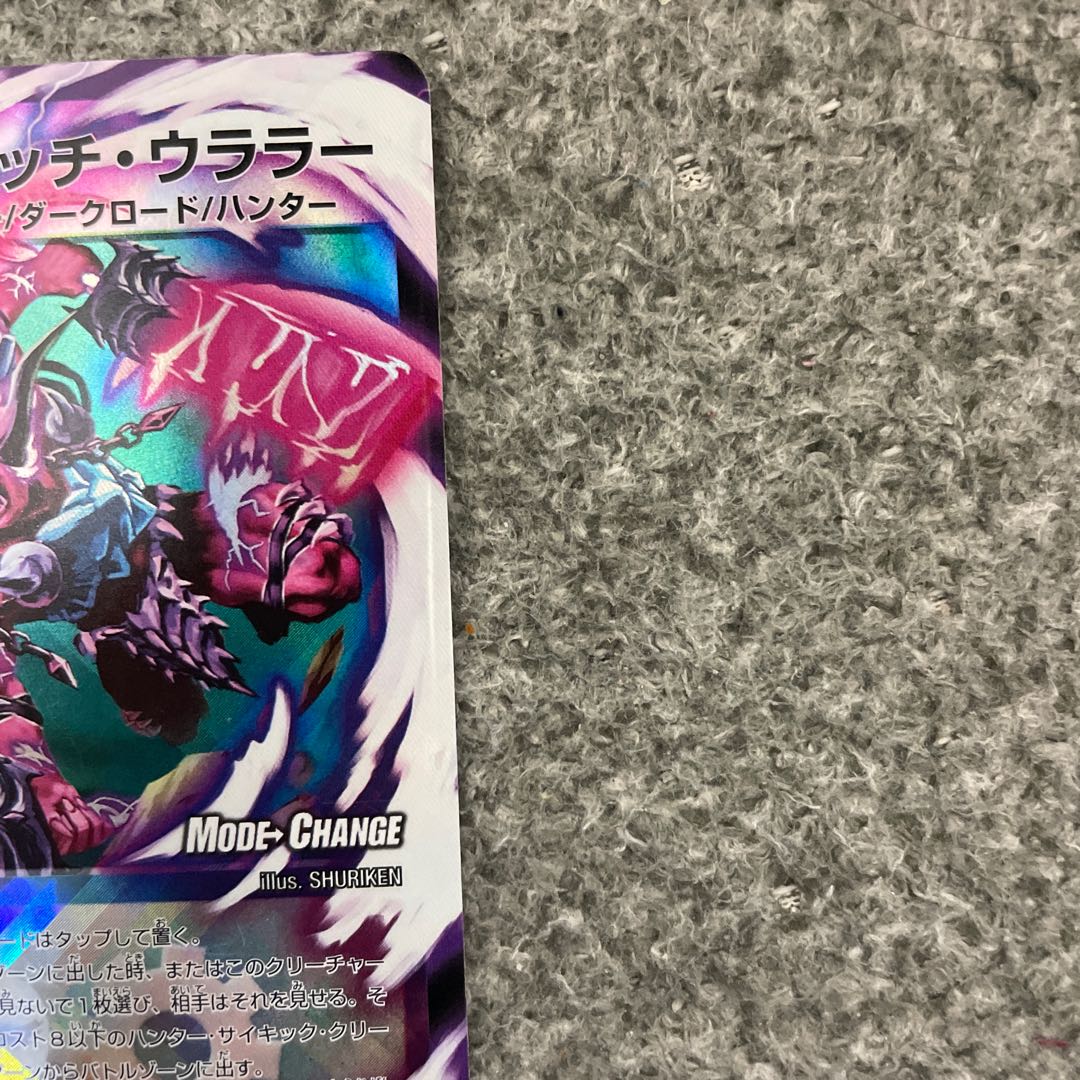 ッチ・ウララー
/ダークロード/ハンター
MODE→CHANGE
illus. SHURIKEN
ードはタップして置く。
ゾーンに出した時、またはこのクリーチャー
見ないで1枚選び、相手はそれを見せる。そ
コスト8以下のハンター・サイキック・クリー
ーンからバトルゾーンに出す。